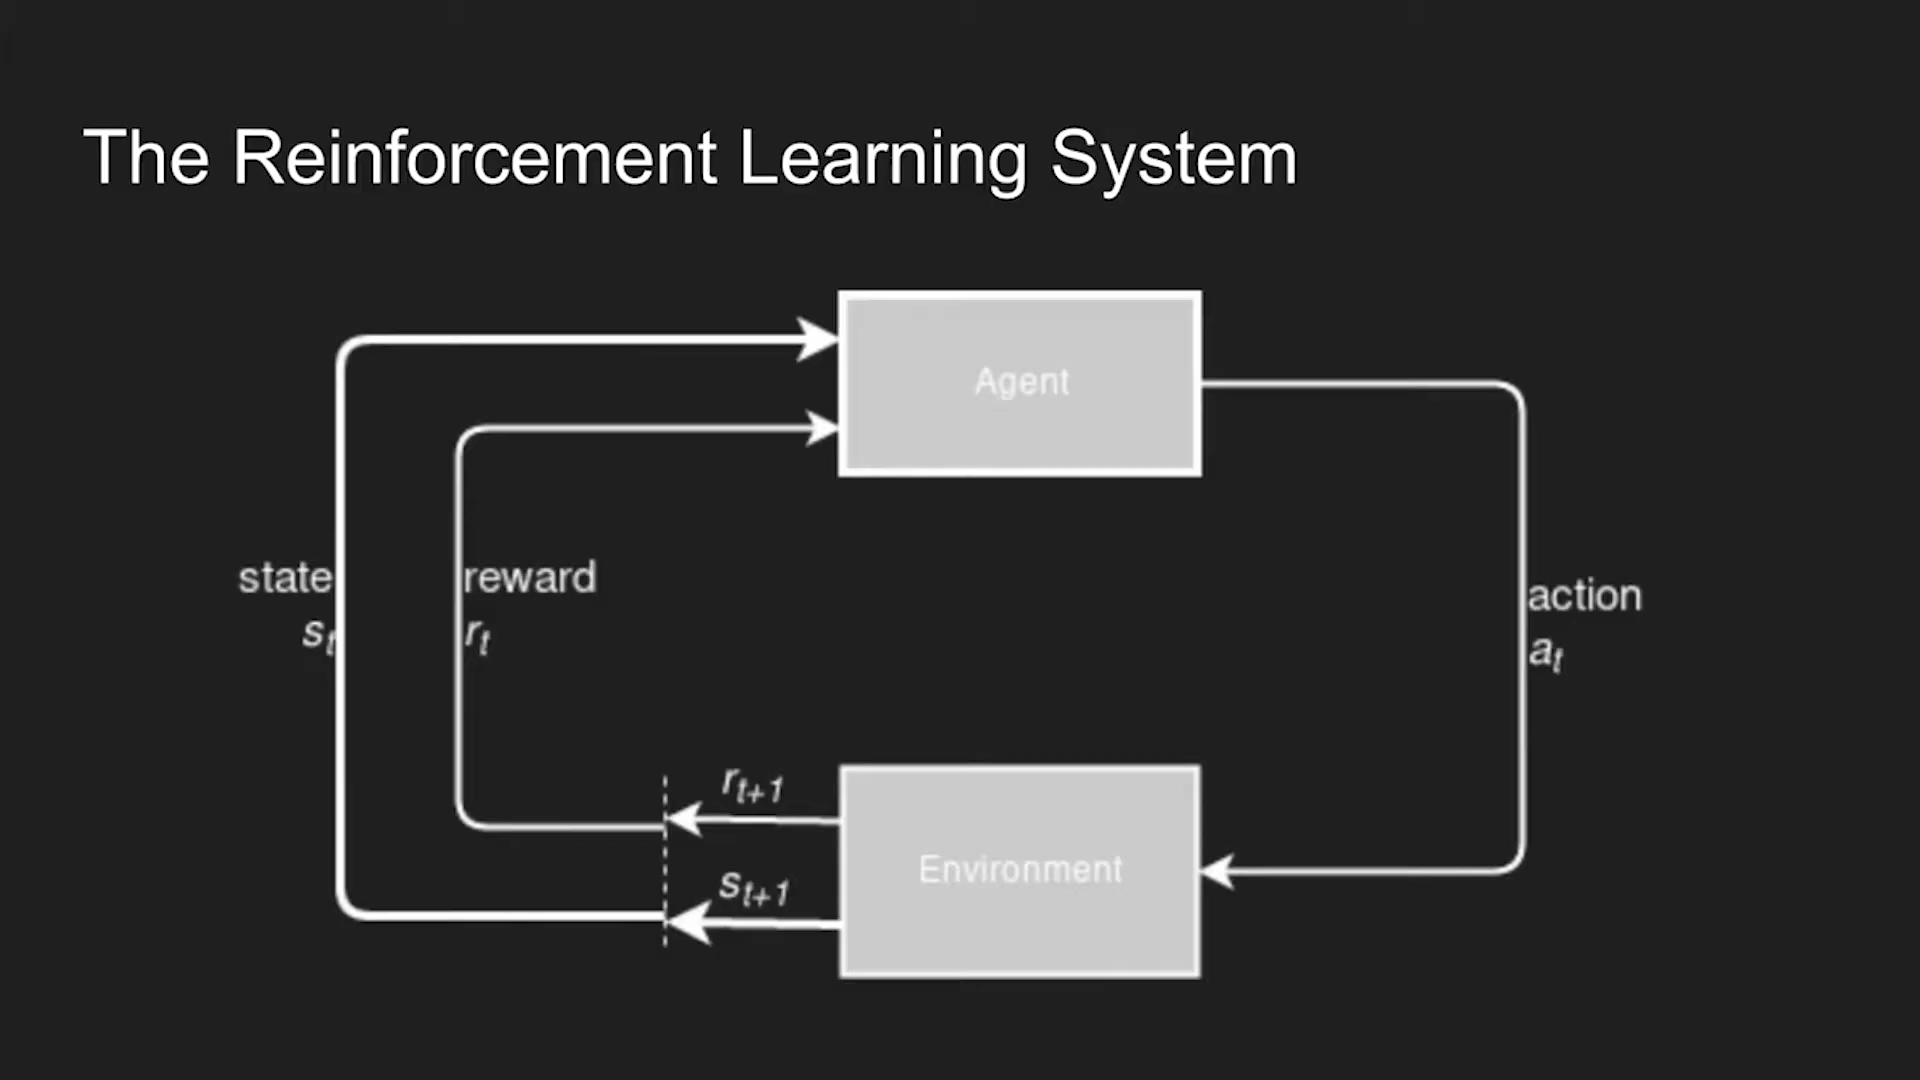 The Reinforcement Learning System
Agent
state
s_t
reward
r_t
action
a_t
r_{t+1}
s_{t+1}
Environment